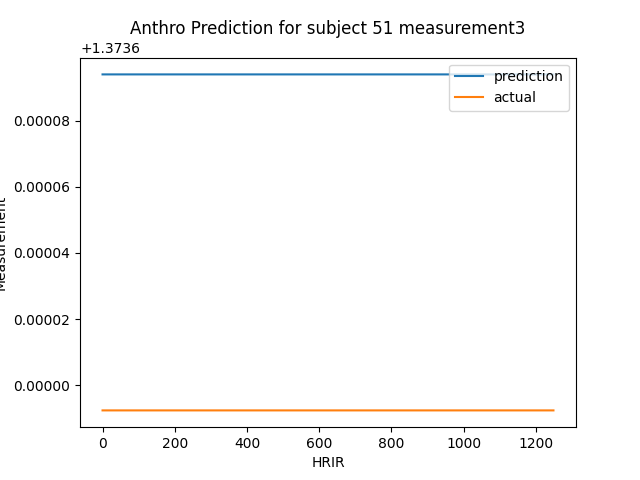 Anthro Prediction for subject 51 measurement3
+1.3736
prediction
actual
0.00008
0.00006
0.00004
0.00002
0.00000
Measurement
0 200 400 600 800 1000 1200
HRIR